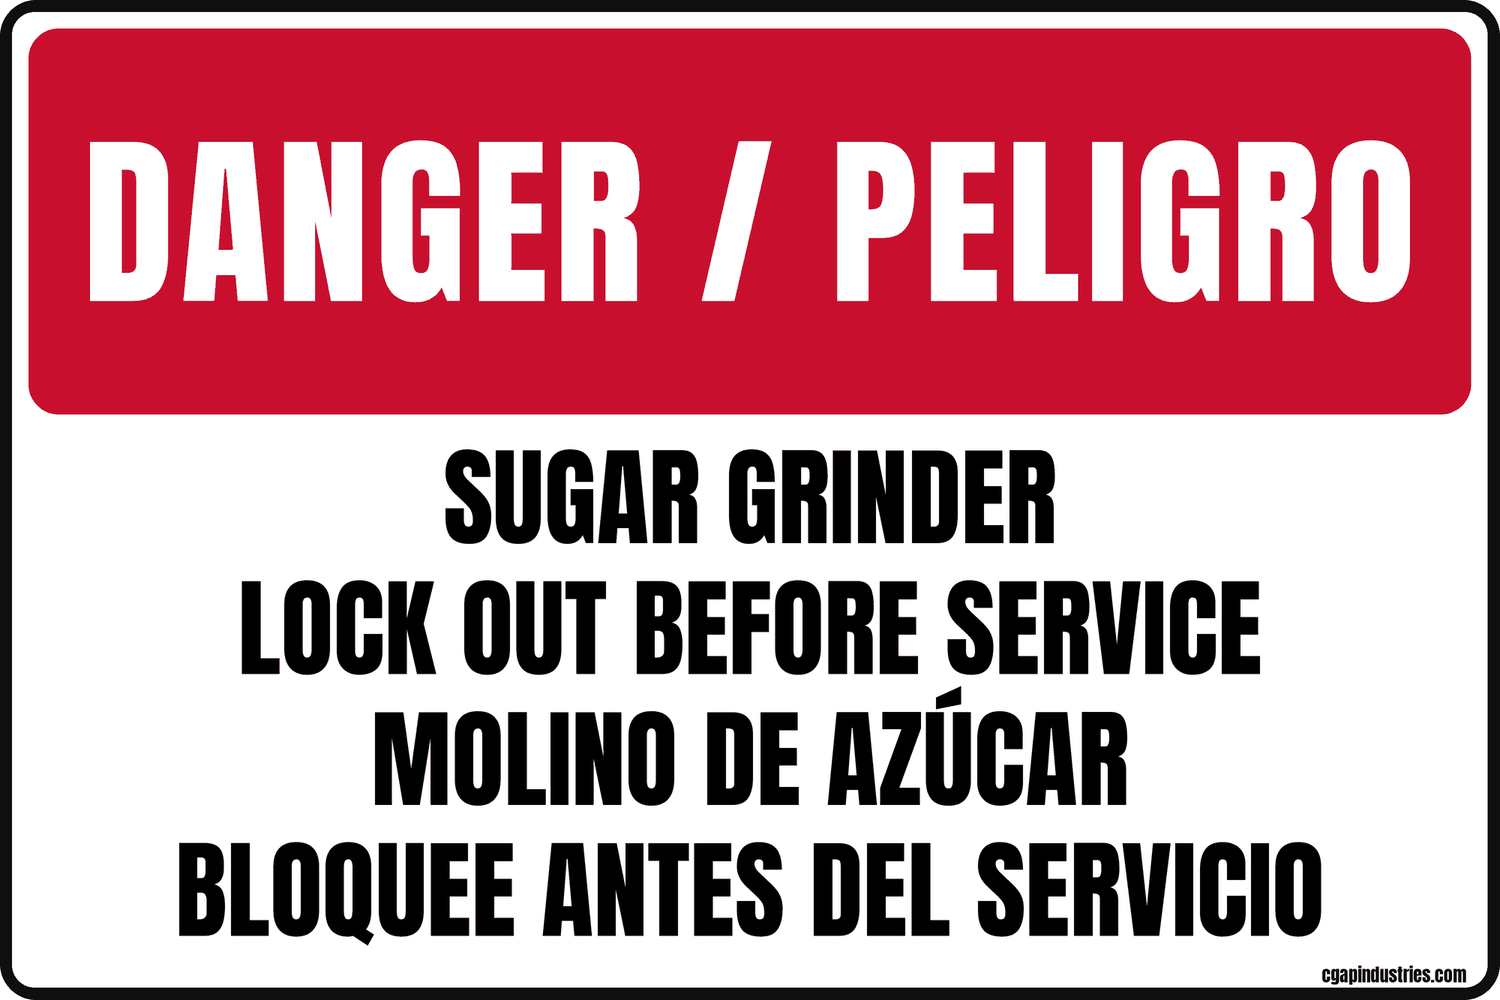 DANGER / PELIGRO
SUGAR GRINDER
LOCK OUT BEFORE SERVICE
MOLINO DE AZÚCAR
BLOQUEE ANTES DEL SERVICIO
cgapindustries.com